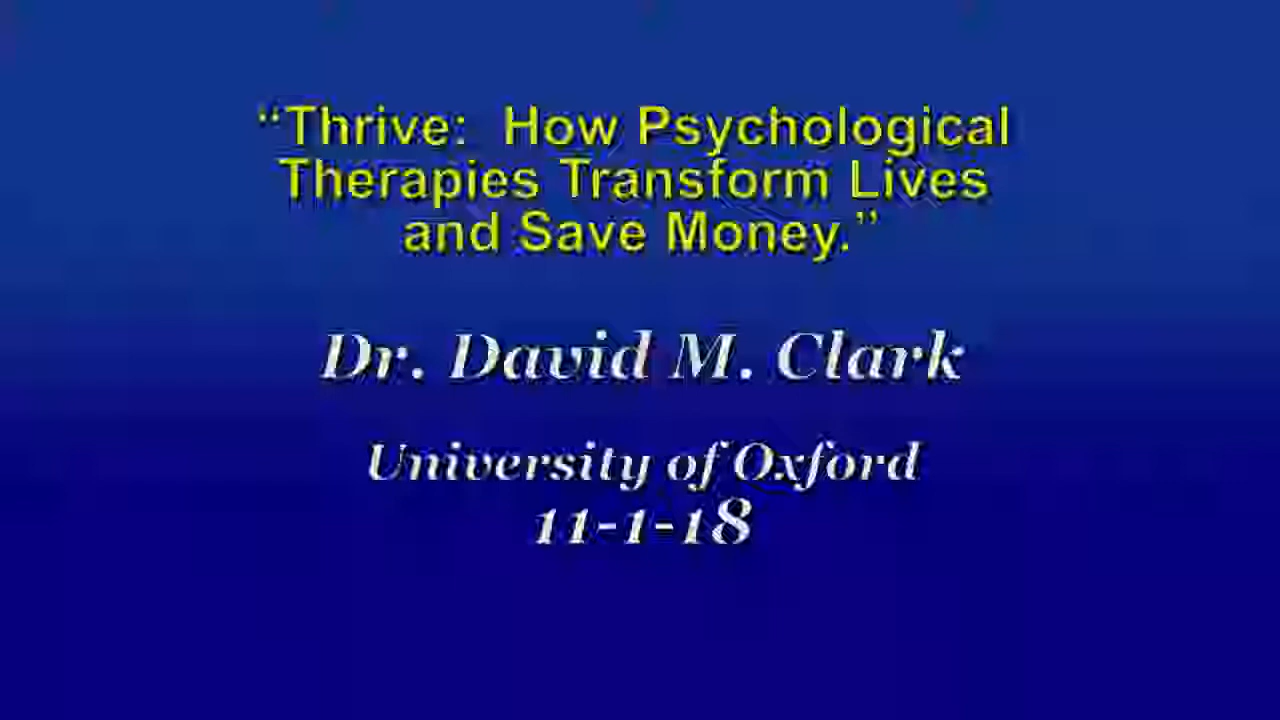 “Thrive:  How Psychological
Therapies Transform Lives
and Save Money.”
Dr. David M. Clark
University of Oxford
11-1-18